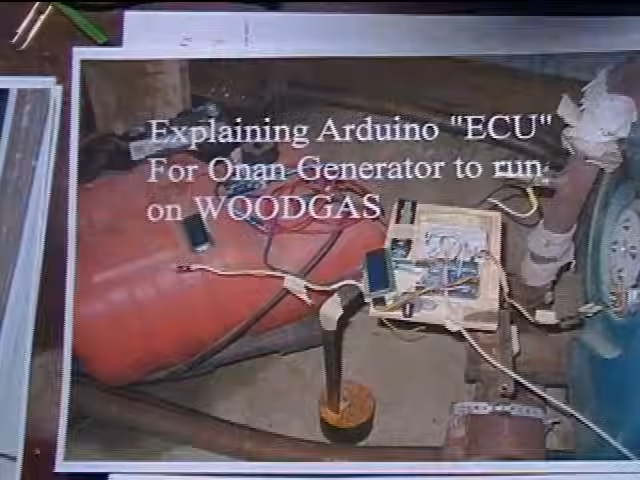 Explaining Arduino "ECU"
For Onan Generator to run
on WOODGAS